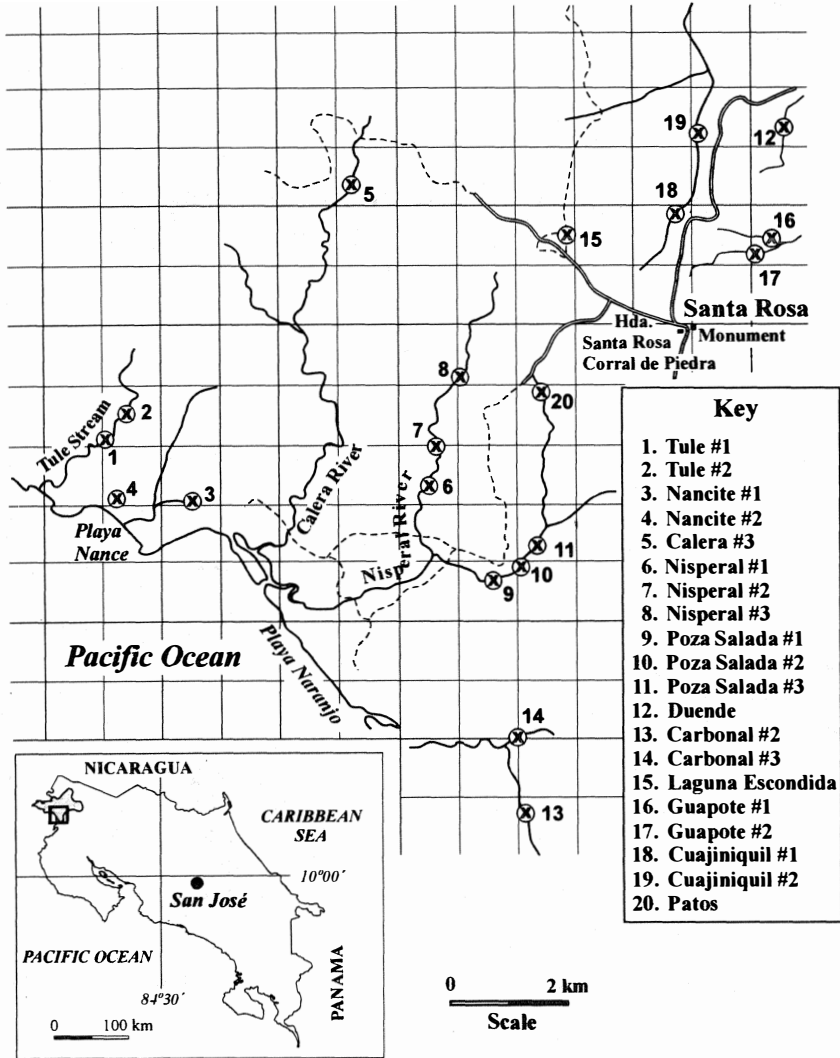 19
12
5
18
16
15
17
Santa Rosa
Hda.
Santa Rosa
Monument
Corral de Piedra
8
20
2
Tule Stream
1
7
Calera River
4
3
6
Nisperal River
Playa
Nance
11
10
9
Pacific Ocean
Playa Naranjo
14
13
Key
1. Tule #1
2. Tule #2
3. Nancite #1
4. Nancite #2
5. Calera #3
6. Nisperal #1
7. Nisperal #2
8. Nisperal #3
9. Poza Salada #1
10. Poza Salada #2
11. Poza Salada #3
12. Duende
13. Carbonal #2
14. Carbonal #3
15. Laguna Escondida
16. Guapote #1
17. Guapote #2
18. Cuajiniquil #1
19. Cuajiniquil #2
20. Patos
NICARAGUA
CARIBBEAN
SEA
10°00´
San José
PACIFIC OCEAN
PANAMA
84°30´
0 100 km
0 2 km
Scale